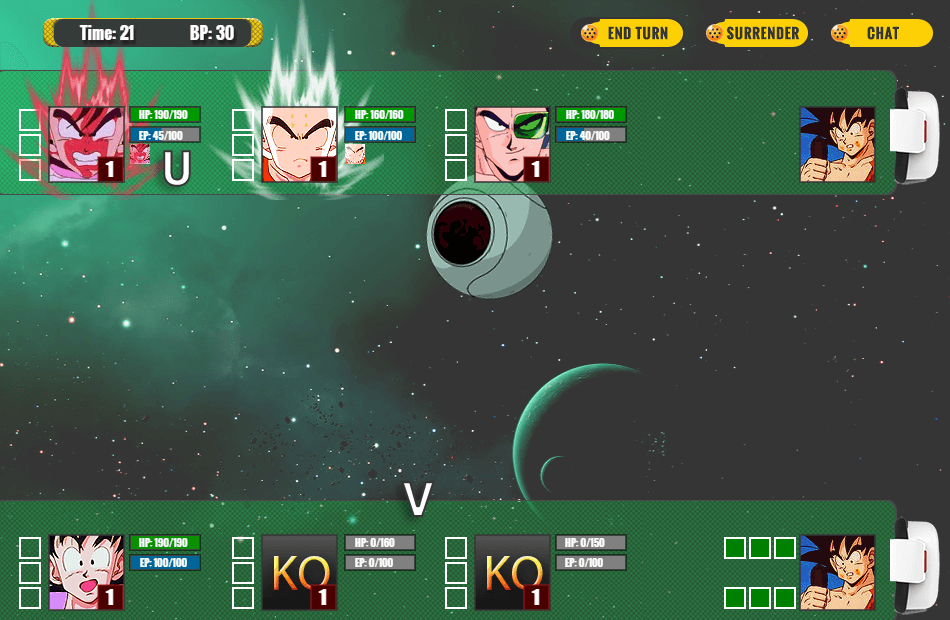 Time: 21 BP: 30 END TURN SURRENDER CHAT
HP: 190/190 HP: 160/160 HP: 180/180
EP: 45/100 EP: 100/100 EP: 40/100
U
1 1 1
V
HP: 190/190 HP: 0/160 HP: 0/150
EP: 100/100 EP: 0/100 EP: 0/100
KO KO
1 1 1